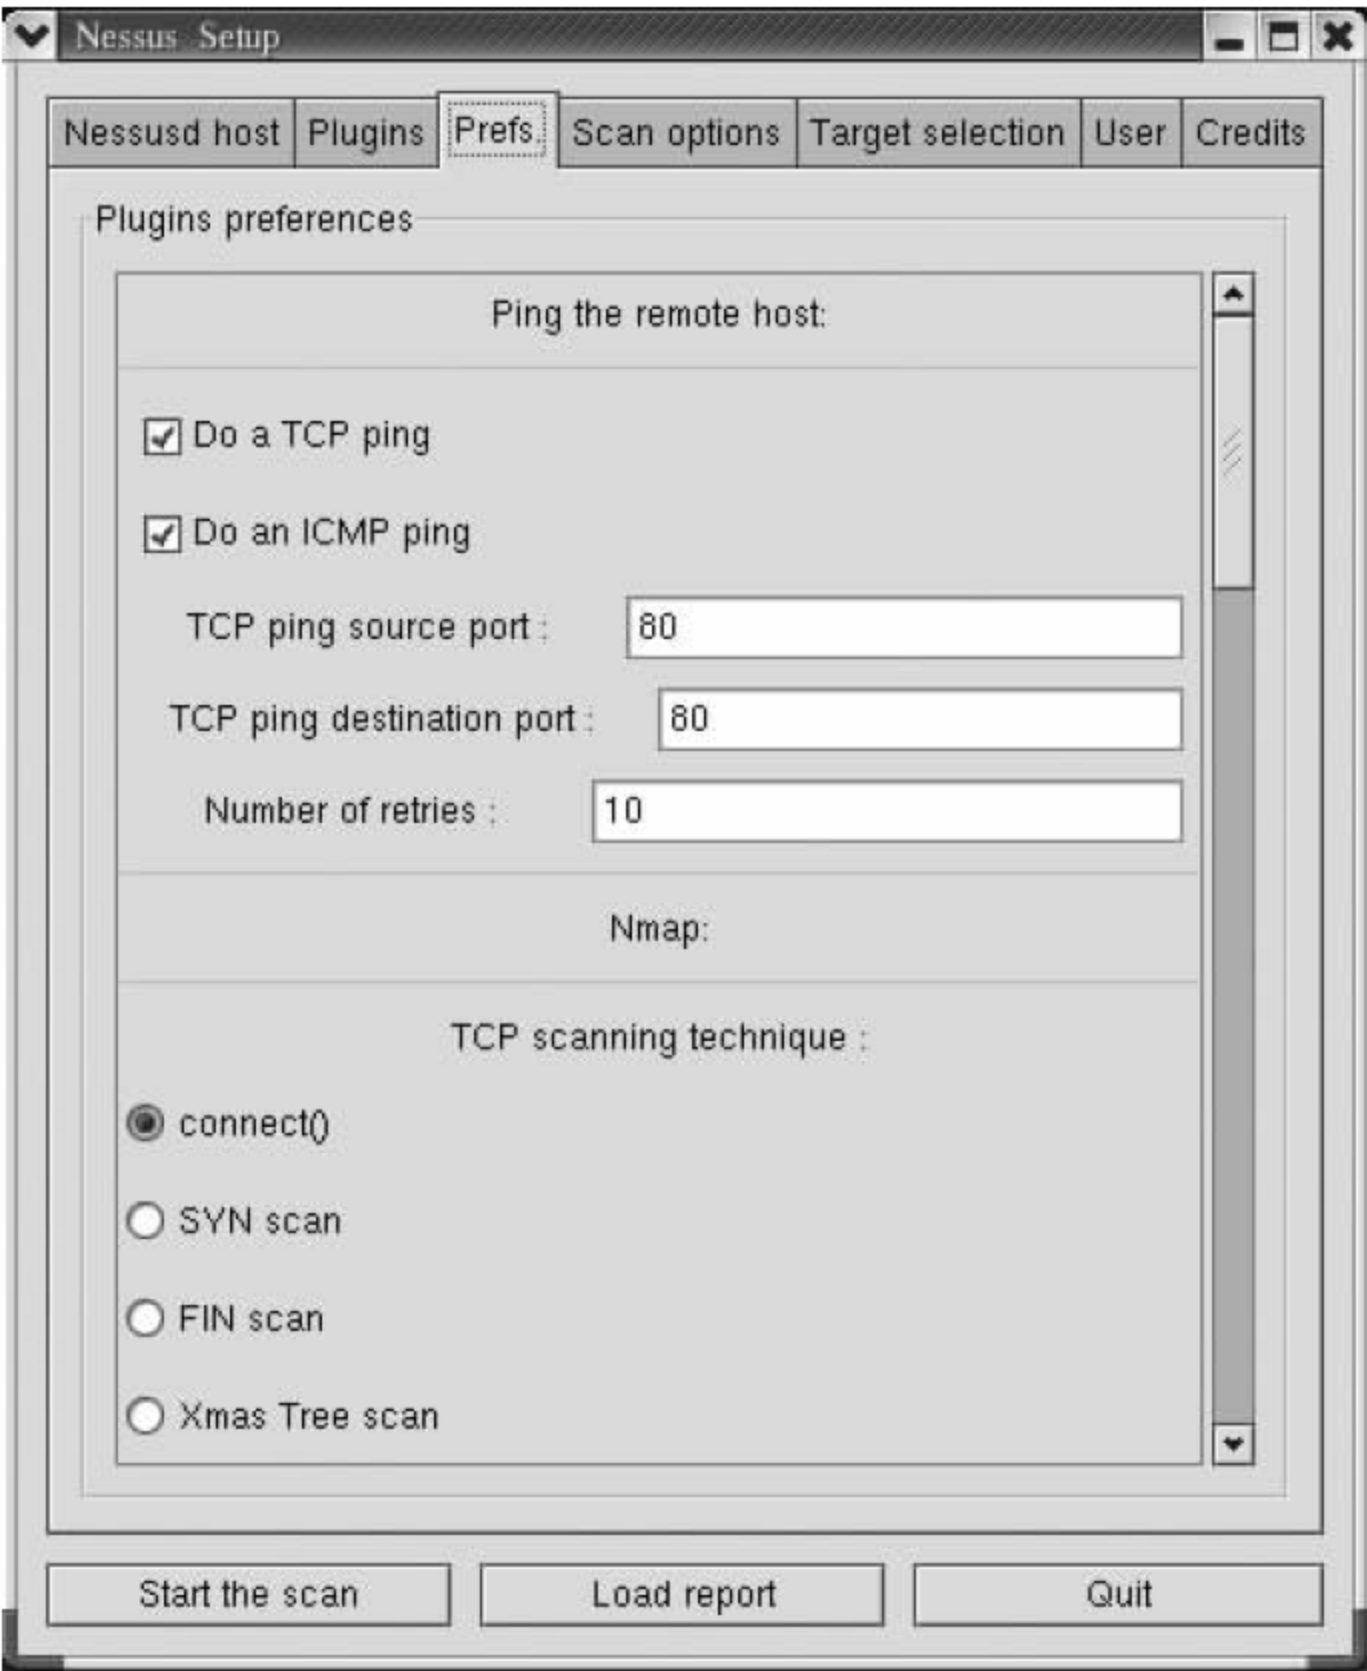 Nessus Setup
Nessusd host Plugins Prefs. Scan options Target selection User Credits
Plugins preferences
Ping the remote host:
Do a TCP ping
Do an ICMP ping
TCP ping source port : 80
TCP ping destination port : 80
Number of retries : 10
Nmap:
TCP scanning technique :
connect()
SYN scan
FIN scan
Xmas Tree scan
Start the scan Load report Quit